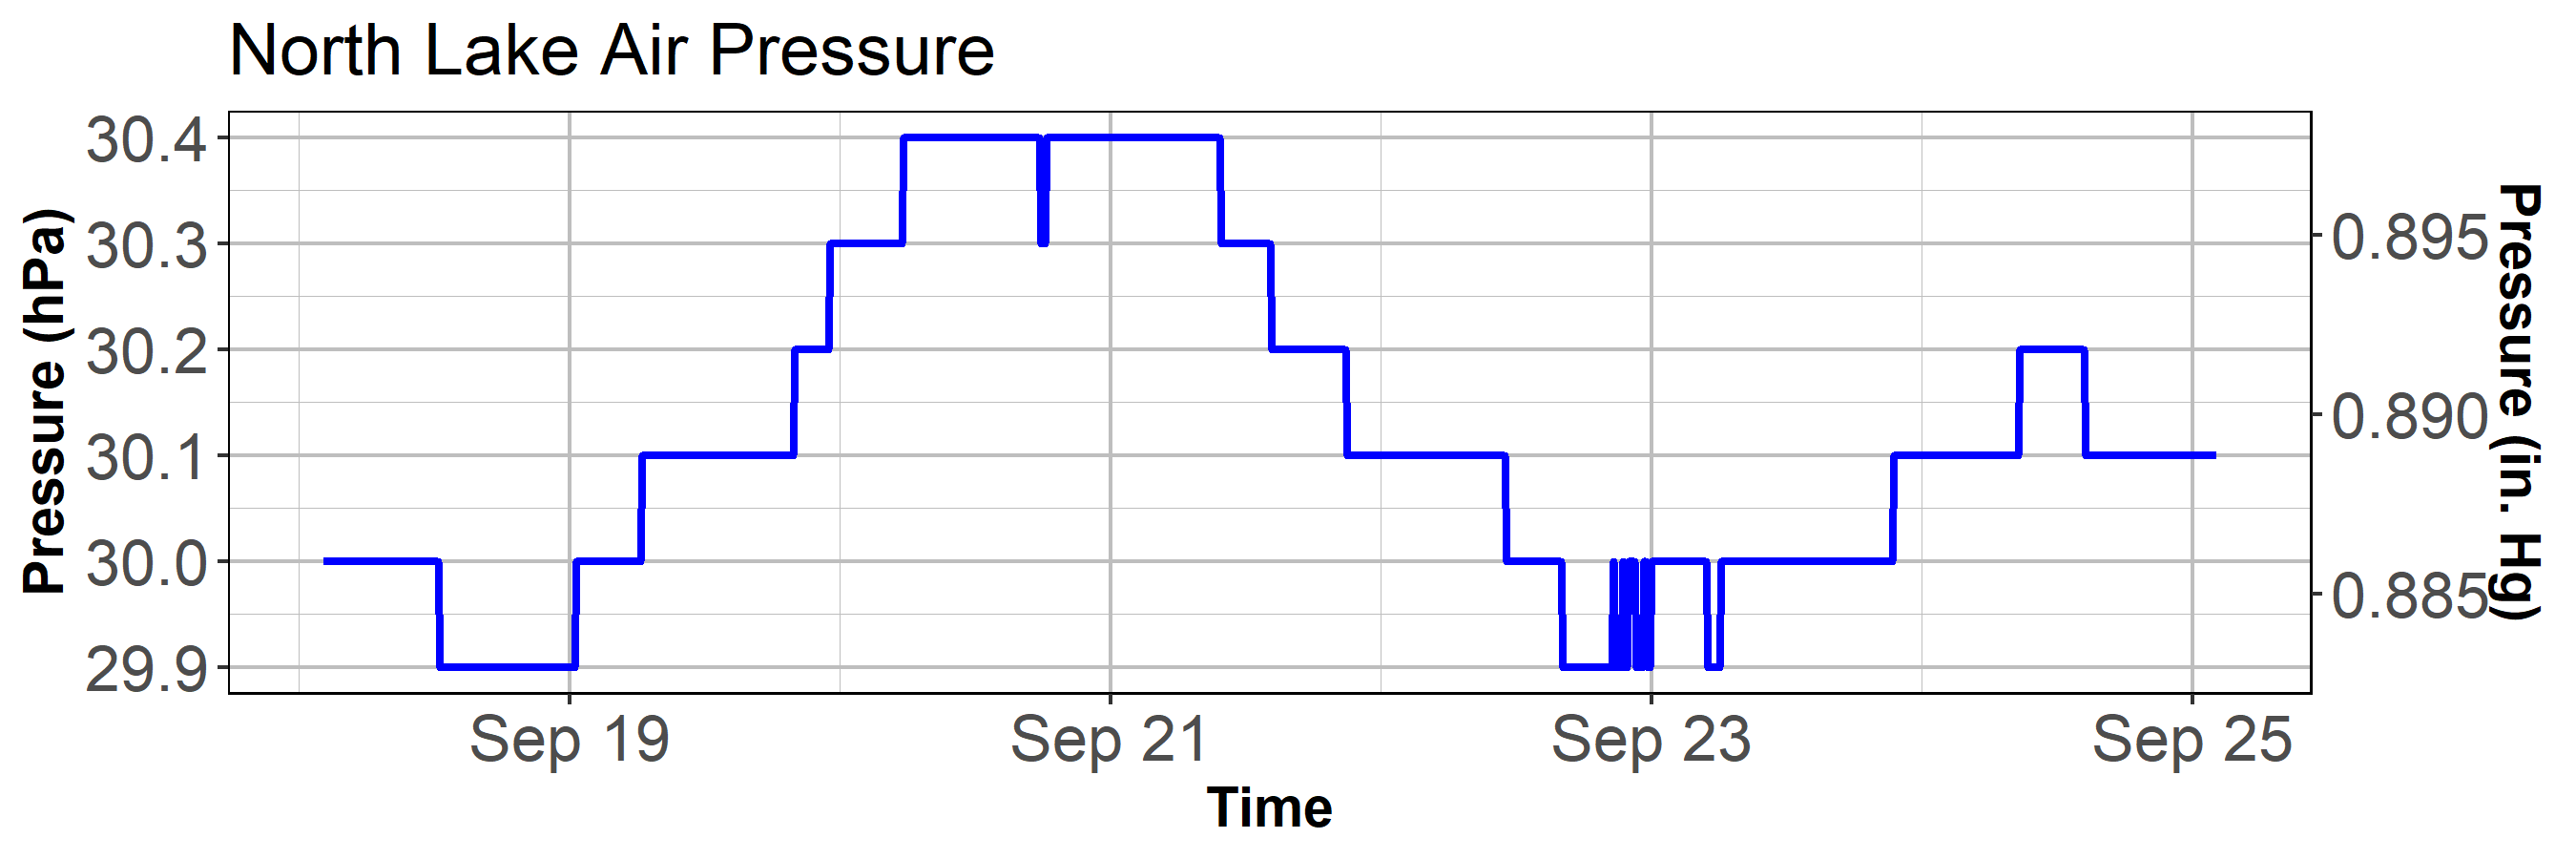 North Lake Air Pressure
Pressure (hPa)
30.4
30.3
30.2
30.1
30.0
29.9
0.895
0.890
0.885
Pressure (in. Hg)
Sep 19
Sep 21
Sep 23
Sep 25
Time